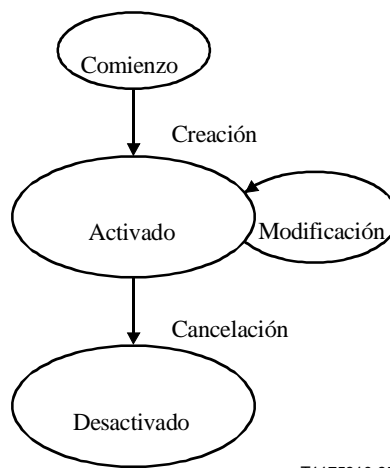 Comienzo
Creación
Activado
Modificación
Cancelación
Desactivado